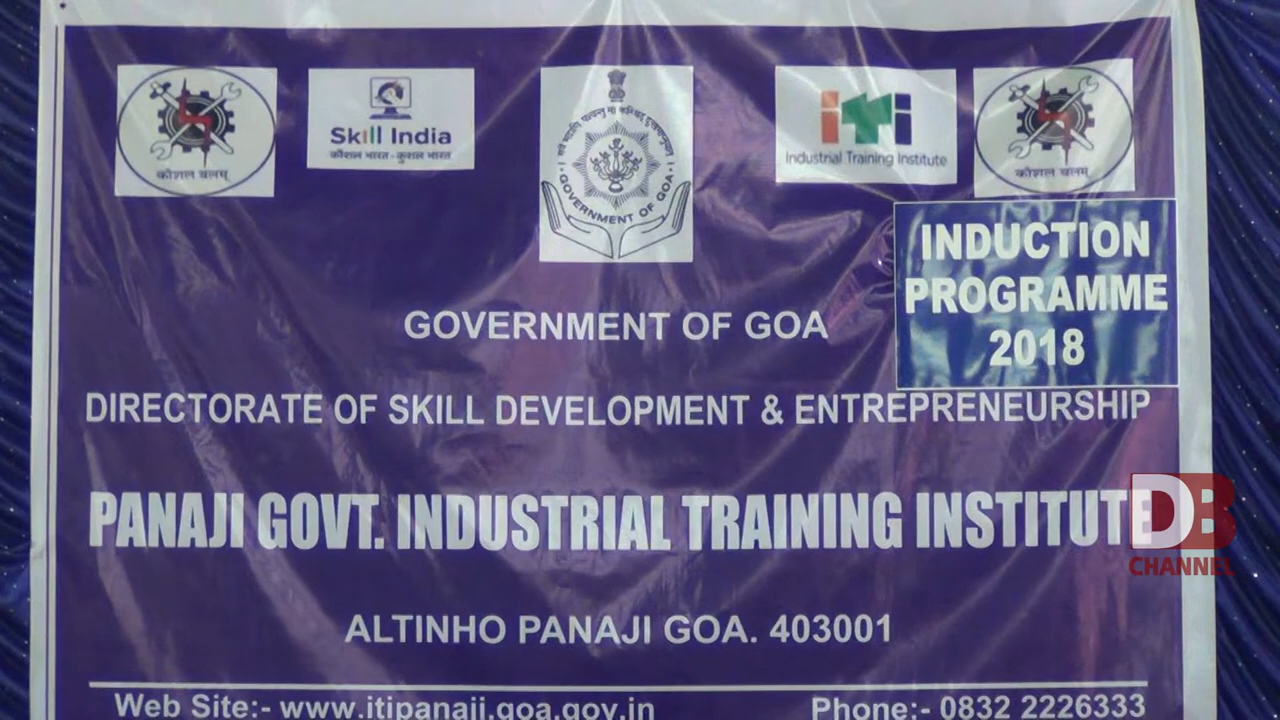 कौशल बलम्
Skill India
कौशल भारत - कुशल भारत
GOVERNMENT OF GOA
iTi
Industrial Training Institute
कौशल बलम्
INDUCTION
PROGRAMME
2018
GOVERNMENT OF GOA
DIRECTORATE OF SKILL DEVELOPMENT & ENTREPRENEURSHIP
PANAJI GOVT. INDUSTRIAL TRAINING INSTITUTE
DB
CHANNEL
ALTINHO PANAJI GOA. 403001
Web Site:- www.itipanaji.goa.gov.in
Phone:- 0832 2226333